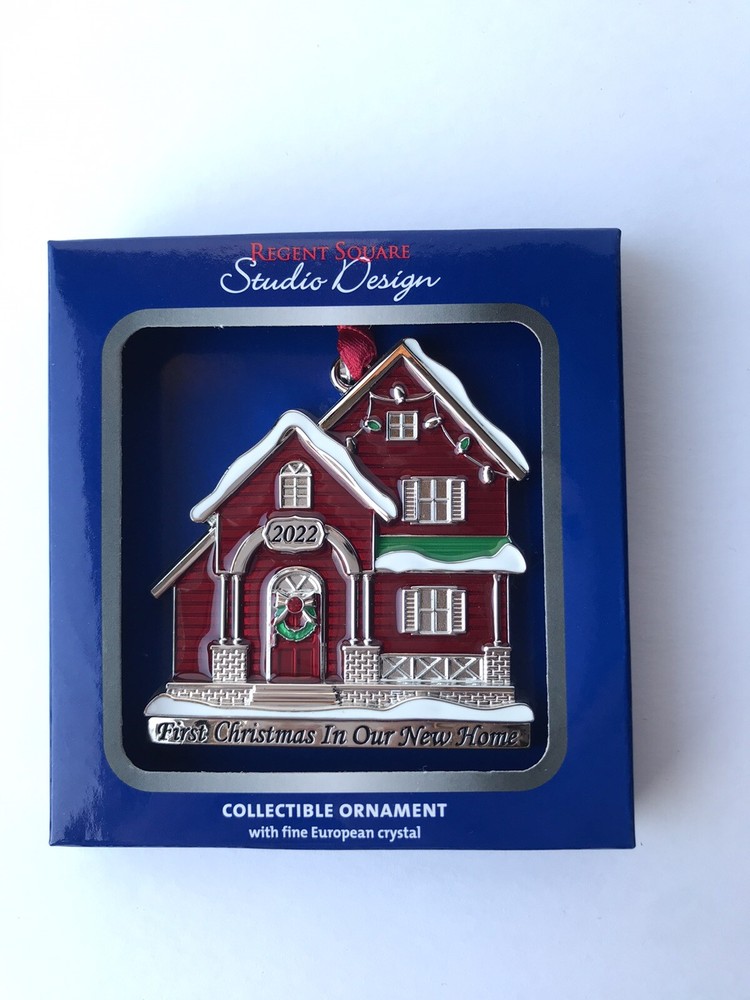 REGENT SQUARE
Studio Design
2022
First Christmas In Our New Home
COLLECTIBLE ORNAMENT
with fine European crystal